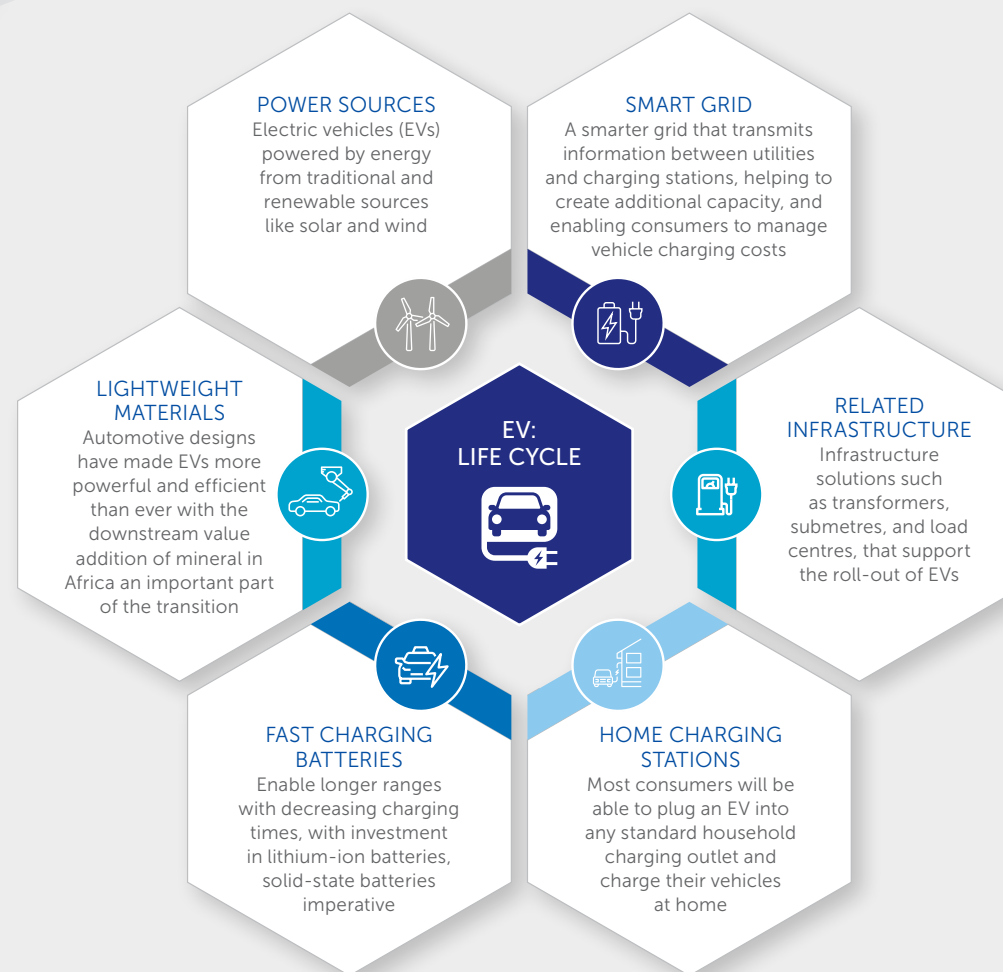 POWER SOURCES
Electric vehicles (EVs)
powered by energy
from traditional and
renewable sources
like solar and wind
SMART GRID
A smarter grid that transmits
information between utilities
and charging stations, helping to
create additional capacity, and
enabling consumers to manage
vehicle charging costs
LIGHTWEIGHT
MATERIALS
Automotive designs
have made EVs more
powerful and efficient
than ever with the
downstream value
addition of mineral in
Africa an important part
of the transition
EV:
LIFE CYCLE
RELATED
INFRASTRUCTURE
Infrastructure
solutions such
as transformers,
submetres, and load
centres, that support
the roll-out of EVs
FAST CHARGING
BATTERIES
Enable longer ranges
with decreasing charging
times, with investment
in lithium-ion batteries,
solid-state batteries
imperative
HOME CHARGING
STATIONS
Most consumers will be
able to plug an EV into
any standard household
charging outlet and
charge their vehicles
at home